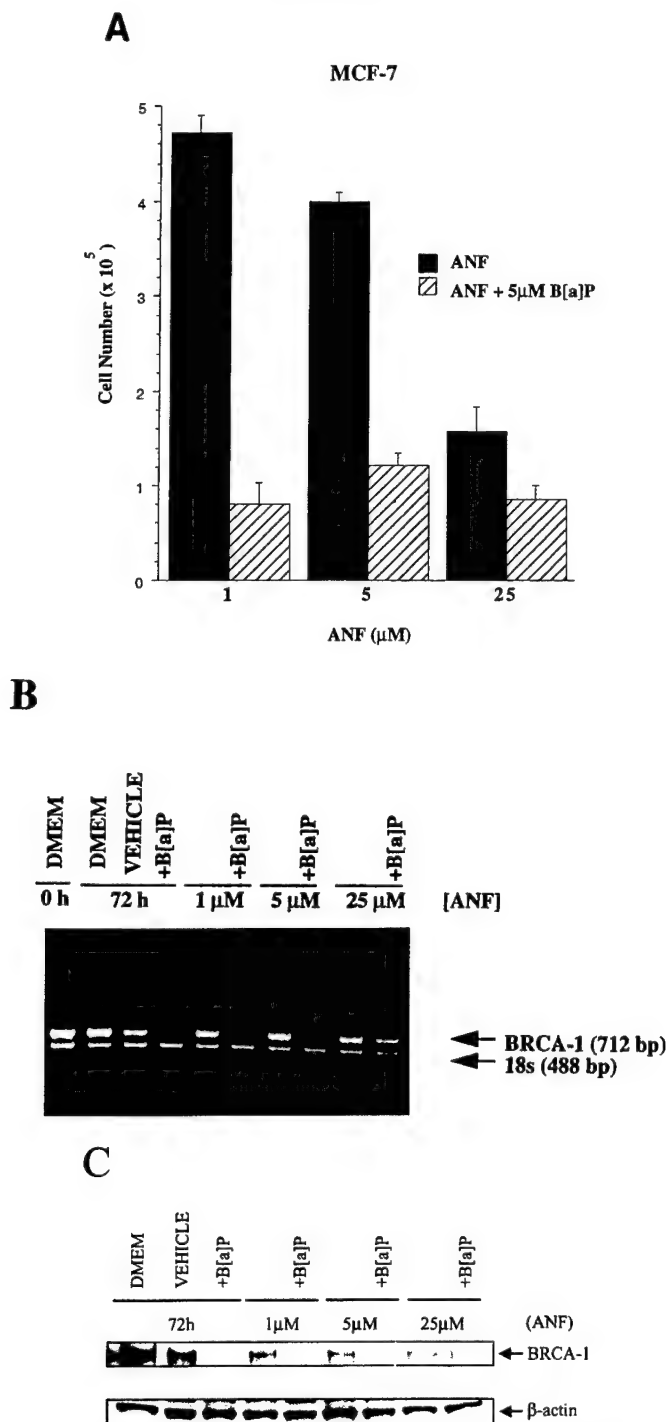 A
MCF-7
5
4
3
2
1
0
Cell Number (x 10⁵)
ANF
ANF + 5µM B[a]P
1 5 25
ANF (µM)
B
DMEM DMEM VEHICLE +B[a]P +B[a]P +B[a]P +B[a]P
0 h 72 h 1 µM 5 µM 25 µM [ANF]
BRCA-1 (712 bp)
18s (488 bp)
C
DMEM VEHICLE +B[a]P +B[a]P +B[a]P +B[a]P
72h 1µM 5µM 25µM (ANF)
BRCA-1
β-actin